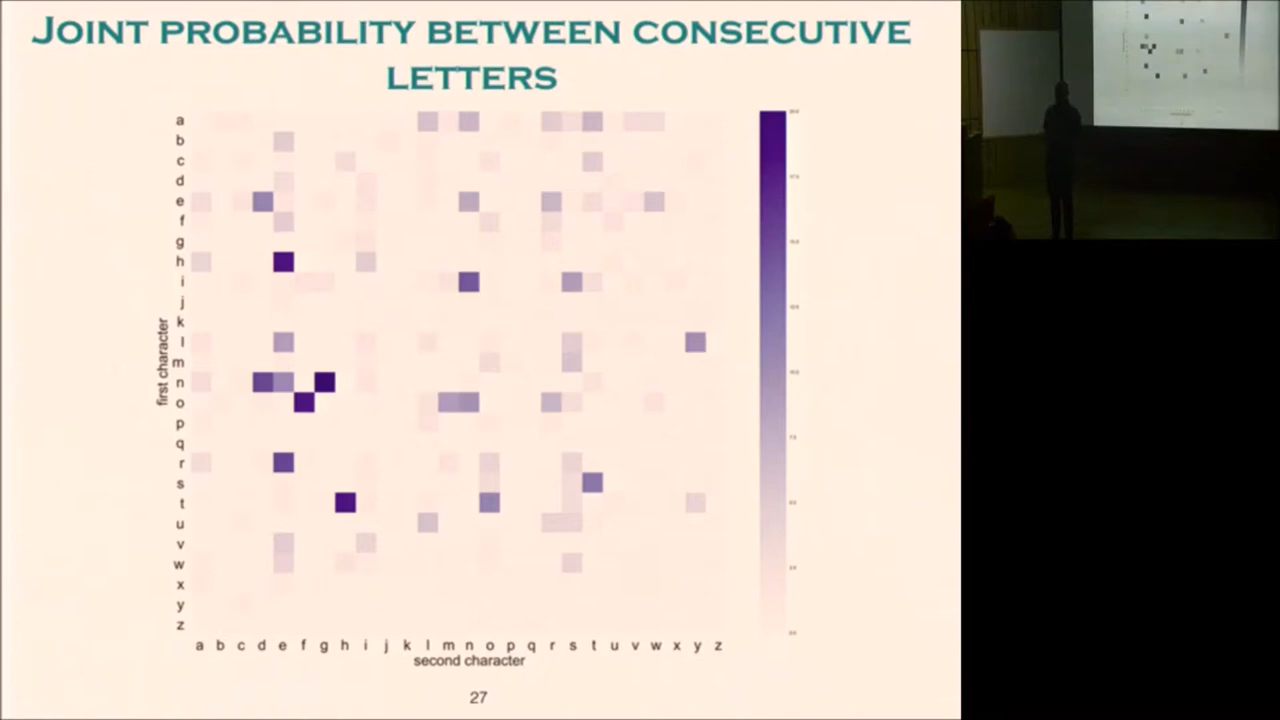 JOINT PROBABILITY BETWEEN CONSECUTIVE
LETTERS
a
b
c
d
e
f
g
h
i
j
k
l
m
n
o
p
q
r
s
t
u
v
w
x
y
z
first character
a b c d e f g h i j k l m n o p q r s t u v w x y z
second character
27